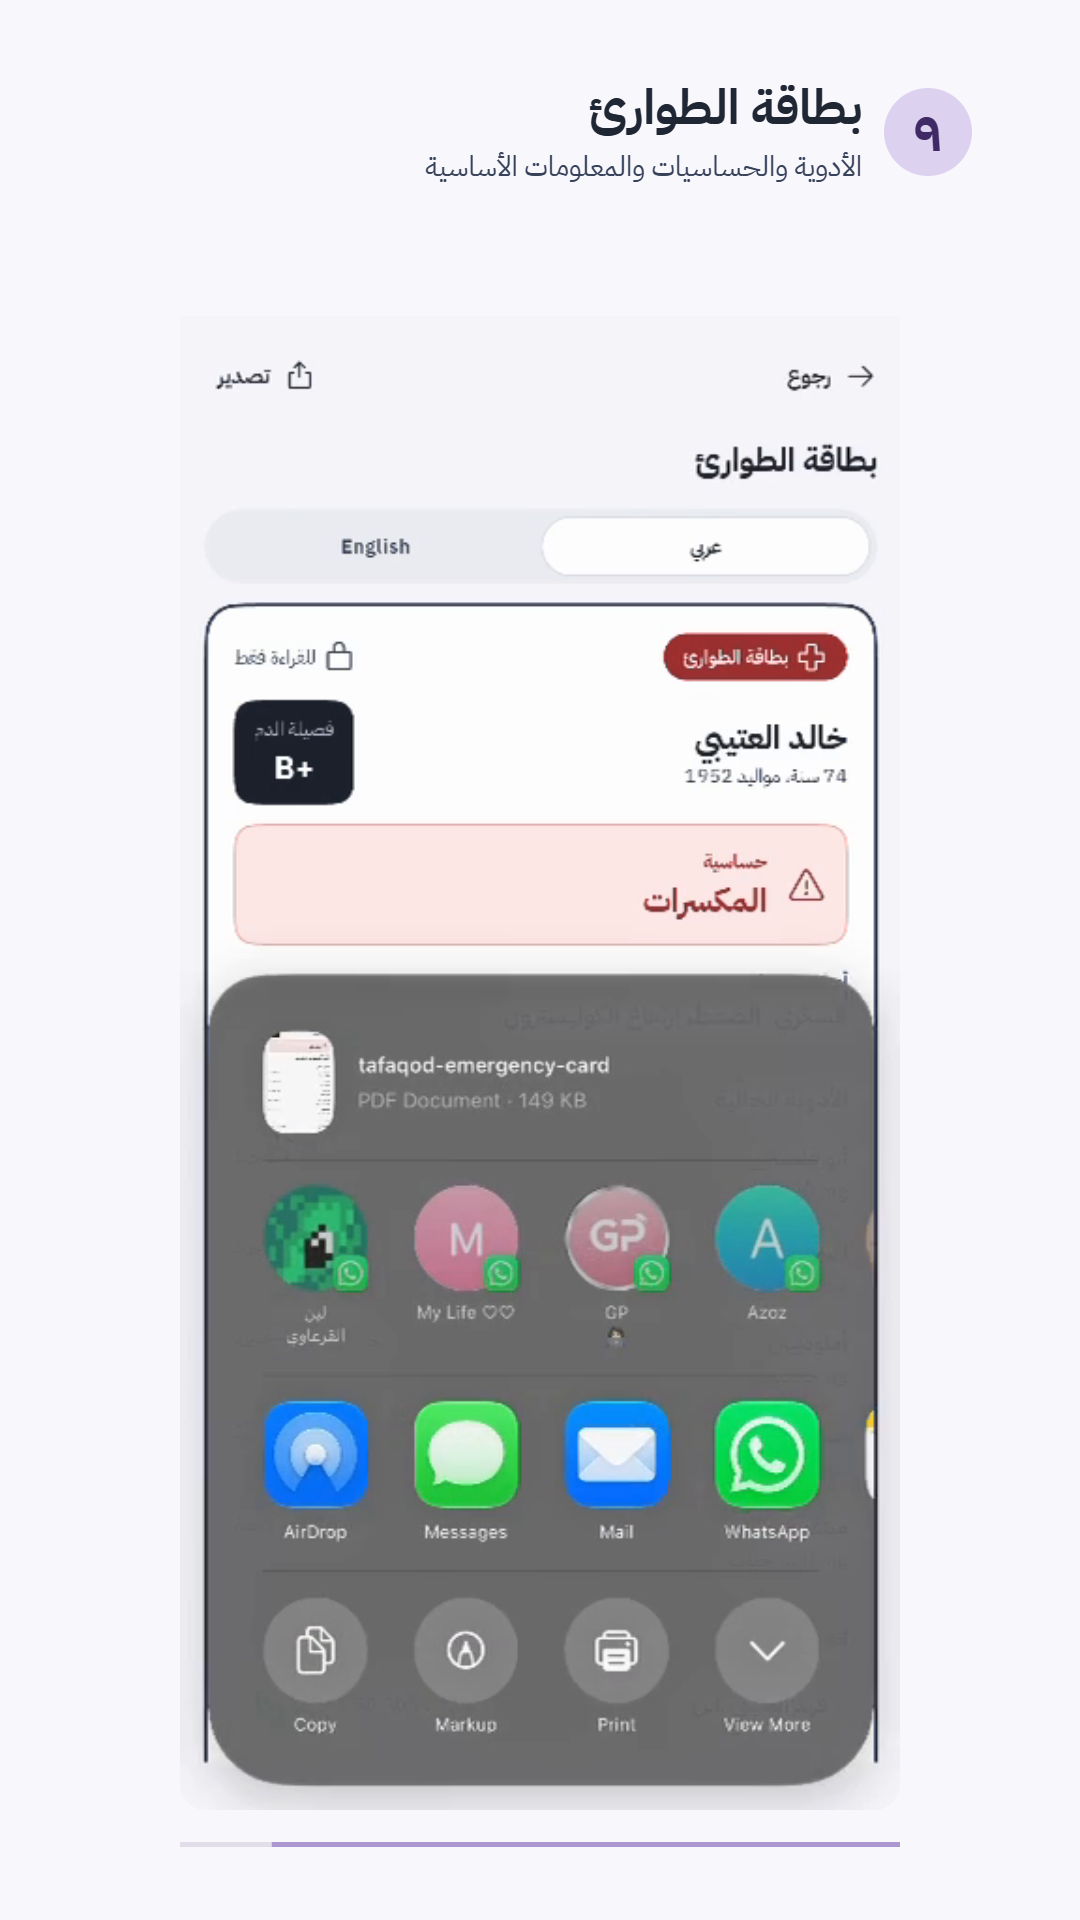 ٩
بطاقة الطوارئ
الأدوية والحساسيات والمعلومات الأساسية
رجوع
تصدير
بطاقة الطوارئ
عربي
English
بطاقة الطوارئ
للقراءة فقط
خالد العتيبي
74 سنة، مواليد 1952
فصيلة الدم
B+
حساسية
المكسرات
tafaqod-emergency-card
PDF Document · 149 KB
لين القرعاوي
M
My Life ♡♡
GP
GP
A
Azoz
AirDrop
Messages
Mail
WhatsApp
Copy
Markup
Print
View More